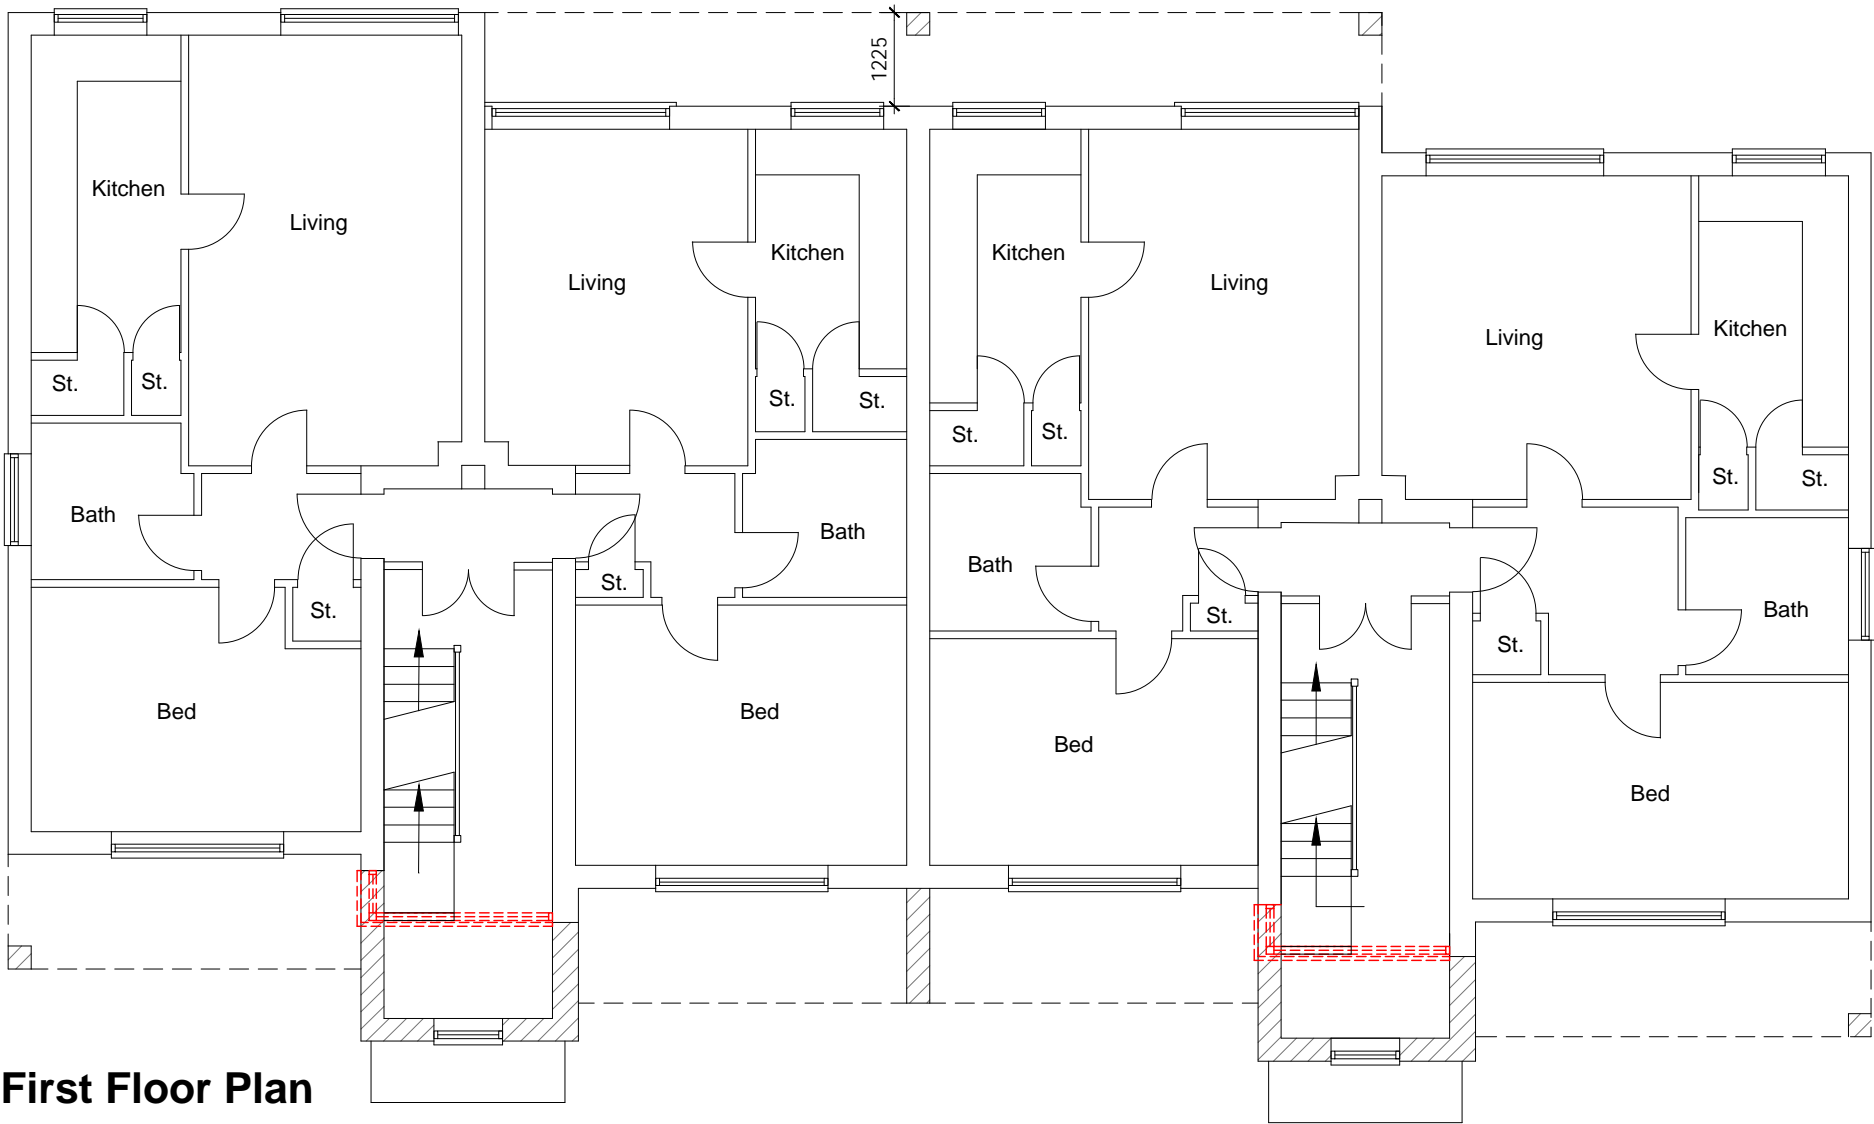 1225
Kitchen
Living
Living
Kitchen
Kitchen
Living
Living
Kitchen
St.
St.
St.
St.
St.
St.
St.
St.
Bath
Bath
Bath
Bath
St.
St.
St.
St.
Bed
Bed
Bed
Bed
First Floor Plan